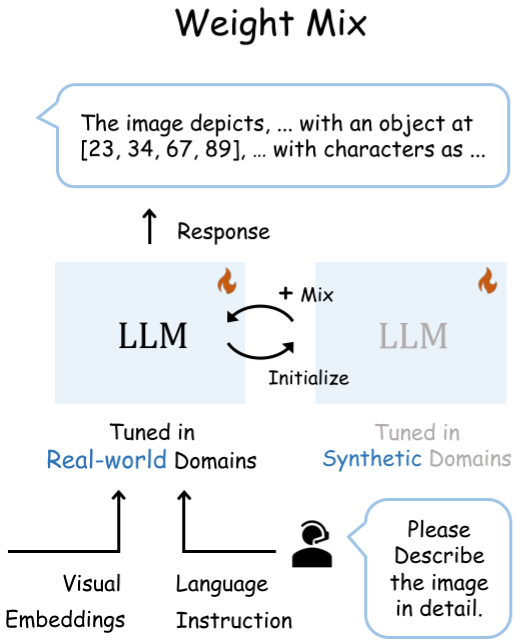 Weight Mix
The image depicts, ... with an object at
[23, 34, 67, 89], ... with characters as ...
Response
+ Mix
LLM
LLM
Initialize
Tuned in
Real-world Domains
Tuned in
Synthetic Domains
Visual
Embeddings
Language
Instruction
Please
Describe
the image
in detail.